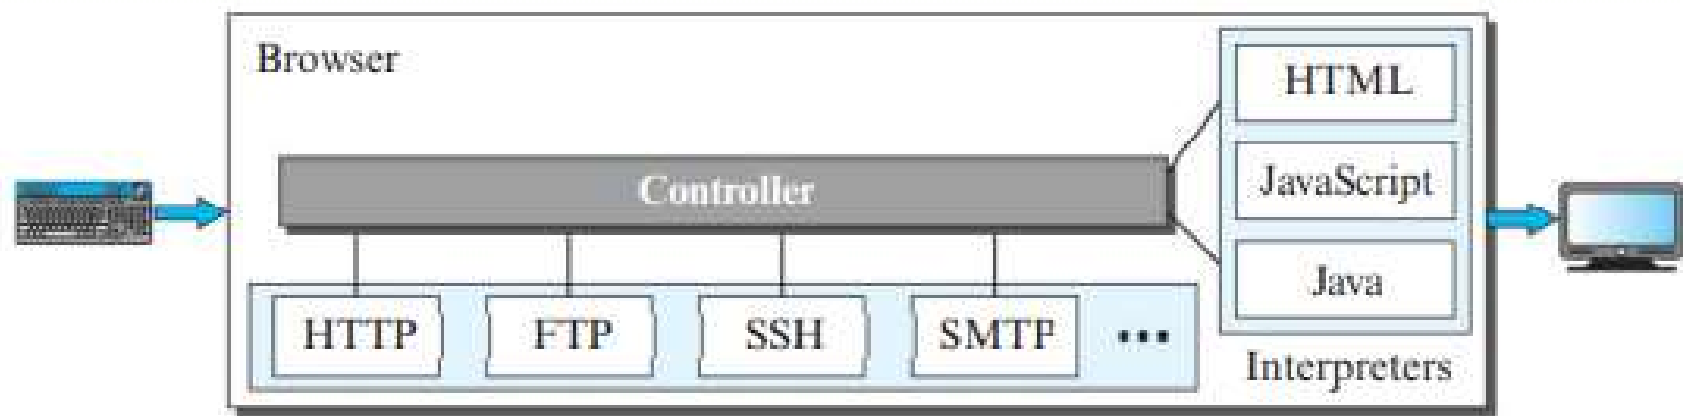 Browser
HTML
JavaScript
Java
Interpreters
Controller
HTTP
FTP
SSH
SMTP
•••